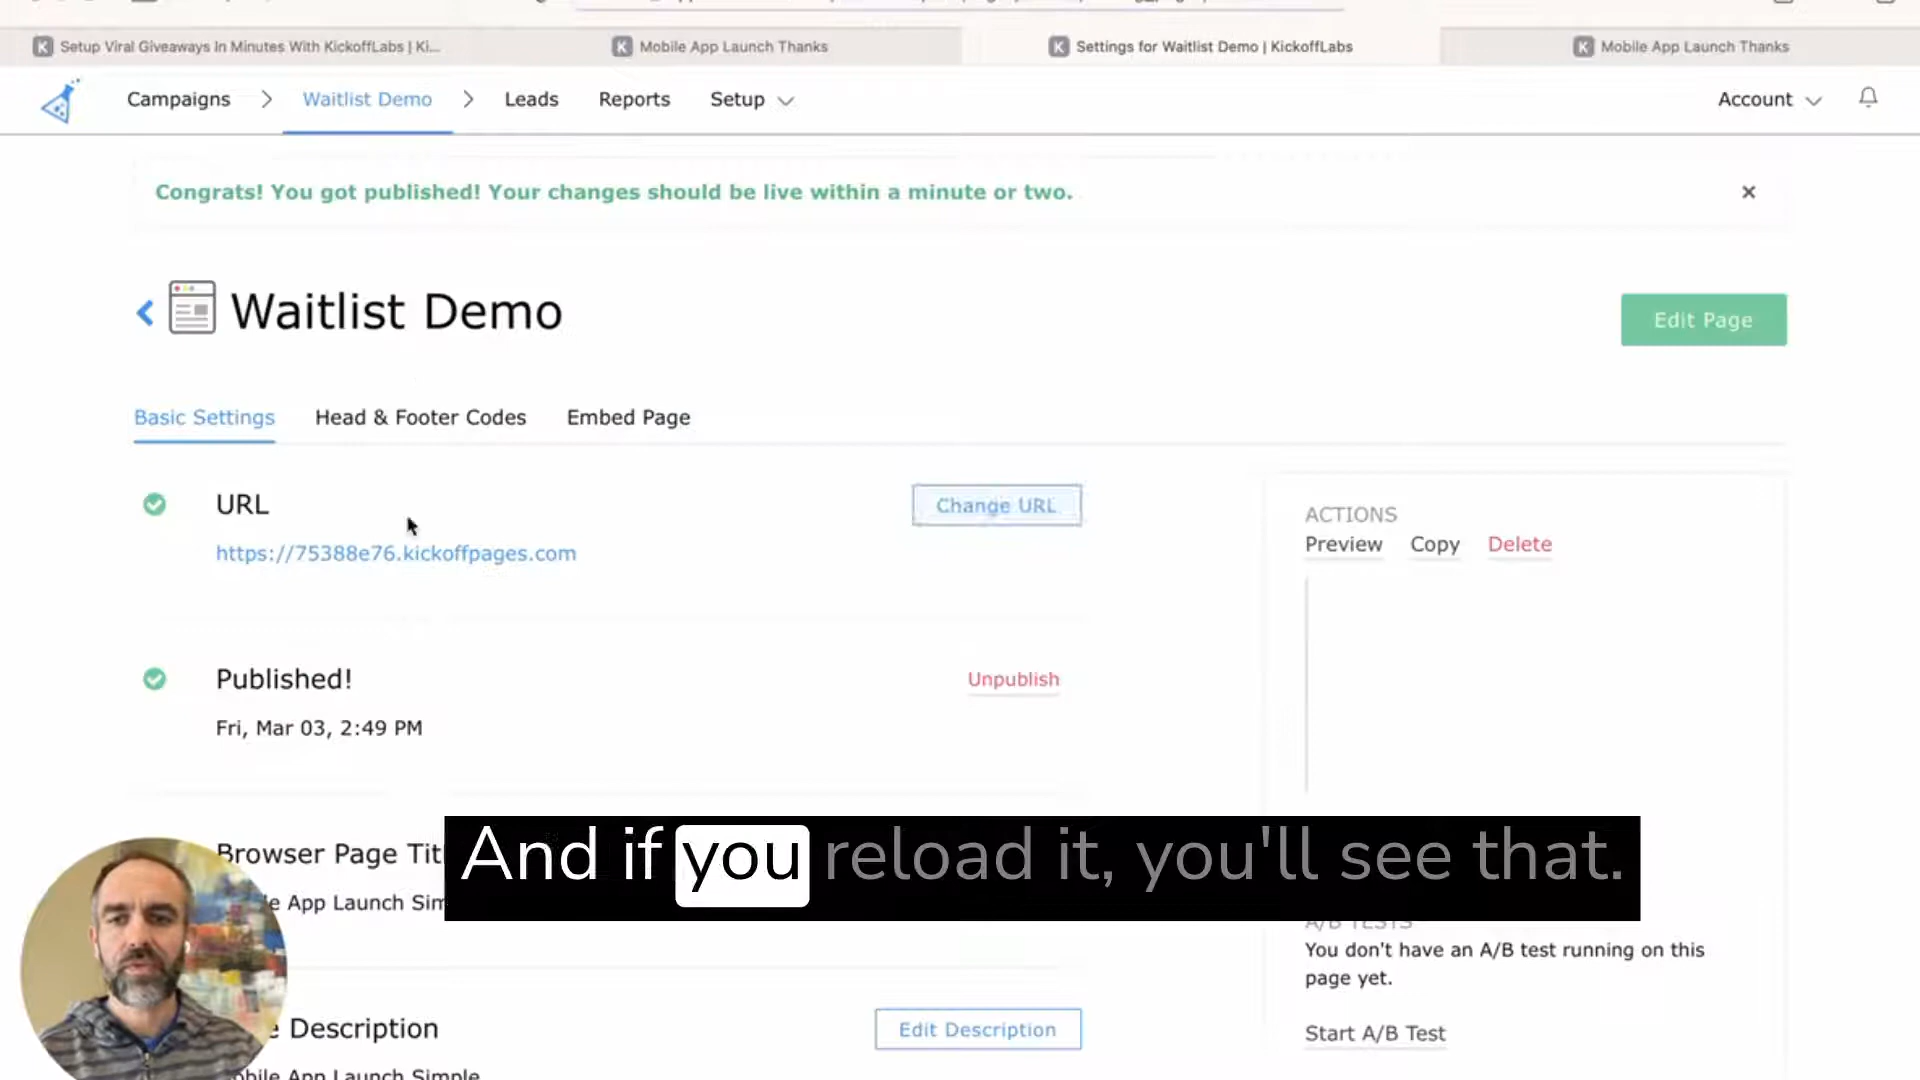 Setup Viral Giveaways In Minutes With KickoffLabs | Ki...
Mobile App Launch Thanks
Settings for Waitlist Demo | KickoffLabs
Mobile App Launch Thanks
Campaigns
Waitlist Demo
Leads
Reports
Setup
Account
Congrats! You got published! Your changes should be live within a minute or two.
Waitlist Demo
Edit Page
Basic Settings
Head & Footer Codes
Embed Page
URL
Change URL
https://75388e76.kickoffpages.com
ACTIONS
Preview
Copy
Delete
Published!
Unpublish
Fri, Mar 03, 2:49 PM
Browser Page Tit
And if you reload it, you'll see that.
App Launch Sim
A/B TESTS
You don't have an A/B test running on this
page yet.
Description
Edit Description
Start A/B Test
App Launch Simple